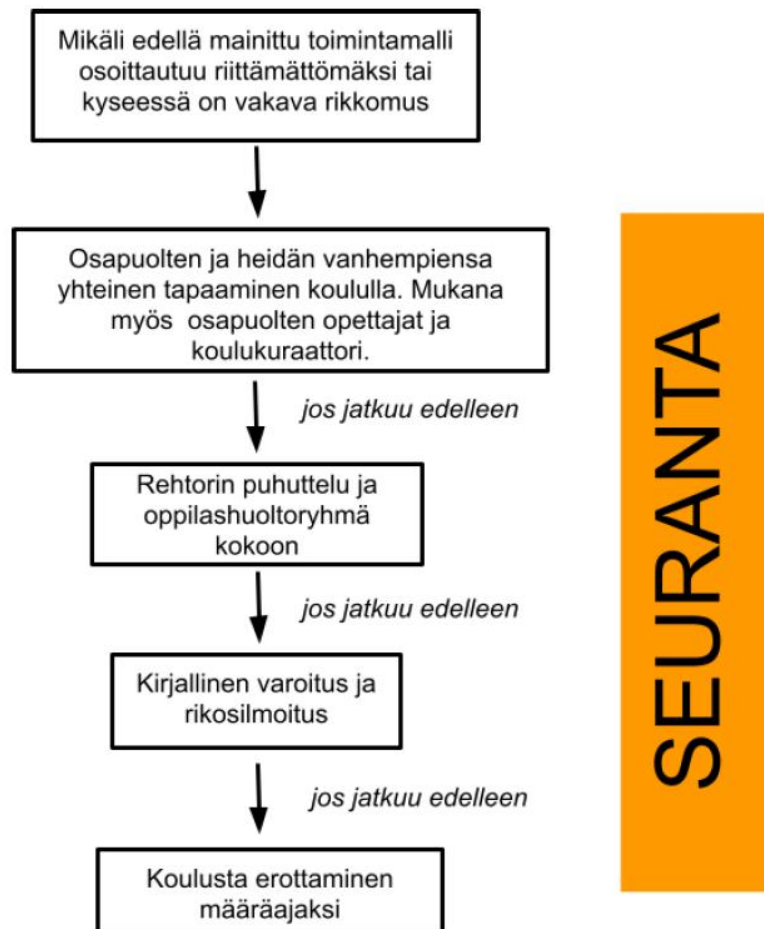 Mikäli edellä mainittu toimintamalli
osoittautuu riittämättömäksi tai
kyseessä on vakava rikkomus
Osapuolten ja heidän vanhempiensa
yhteinen tapaaminen koululla. Mukana
myös osapuolten opettajat ja
koulukuraattori.
jos jatkuu edelleen
Rehtorin puhuttelu ja
oppilashuoltoryhmä
kokoon
jos jatkuu edelleen
Kirjallinen varoitus ja
rikosilmoitus
jos jatkuu edelleen
Koulusta erottaminen
määräajaksi
SEURANTA